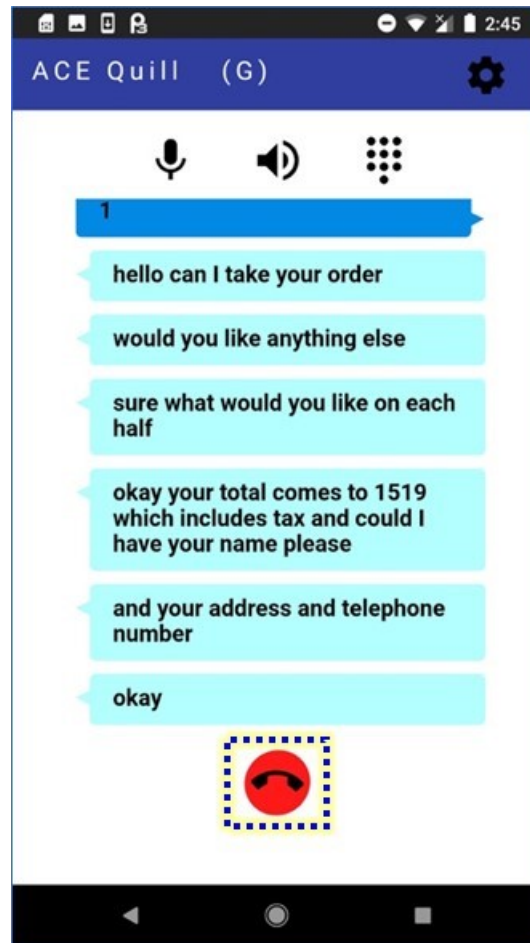 2:45
ACE Quill (G)
1
hello can I take your order
would you like anything else
sure what would you like on each
half
okay your total comes to 1519
which includes tax and could I
have your name please
and your address and telephone
number
okay